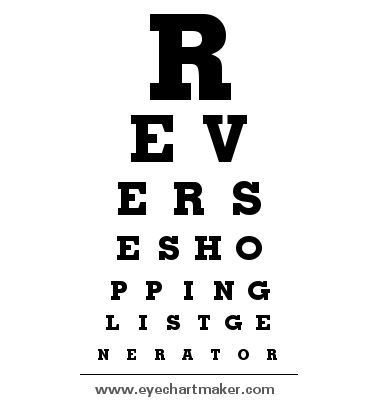 R
E V
E R S
E S H O
P P I N G
L I S T G E
N E R A T O R
www.eyechartmaker.com